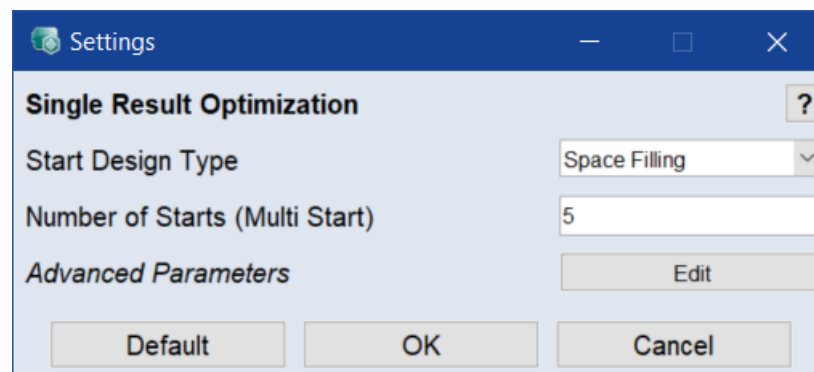 Settings
Single Result Optimization ?
Start Design Type Space Filling
Number of Starts (Multi Start) 5
Advanced Parameters Edit
Default OK Cancel